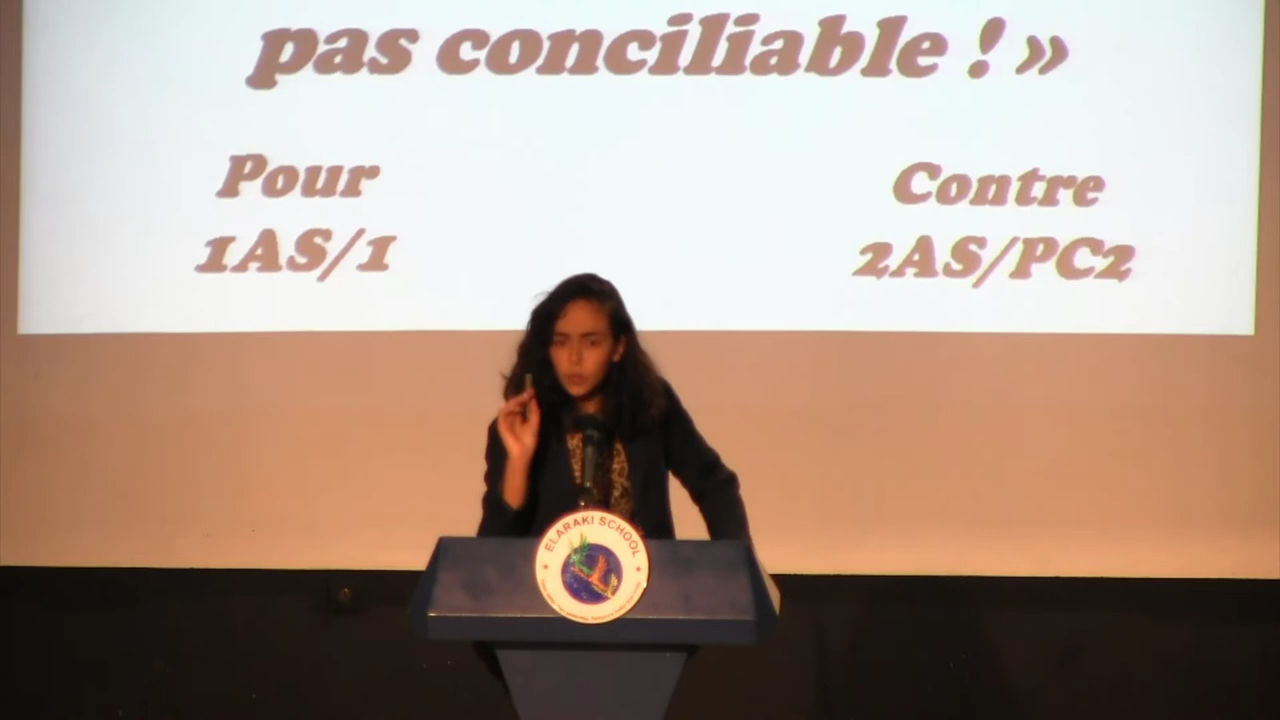 pas conciliable ! »
Pour
Contre
1AS/1
2AS/PC2
ELARAKI SCHOOL